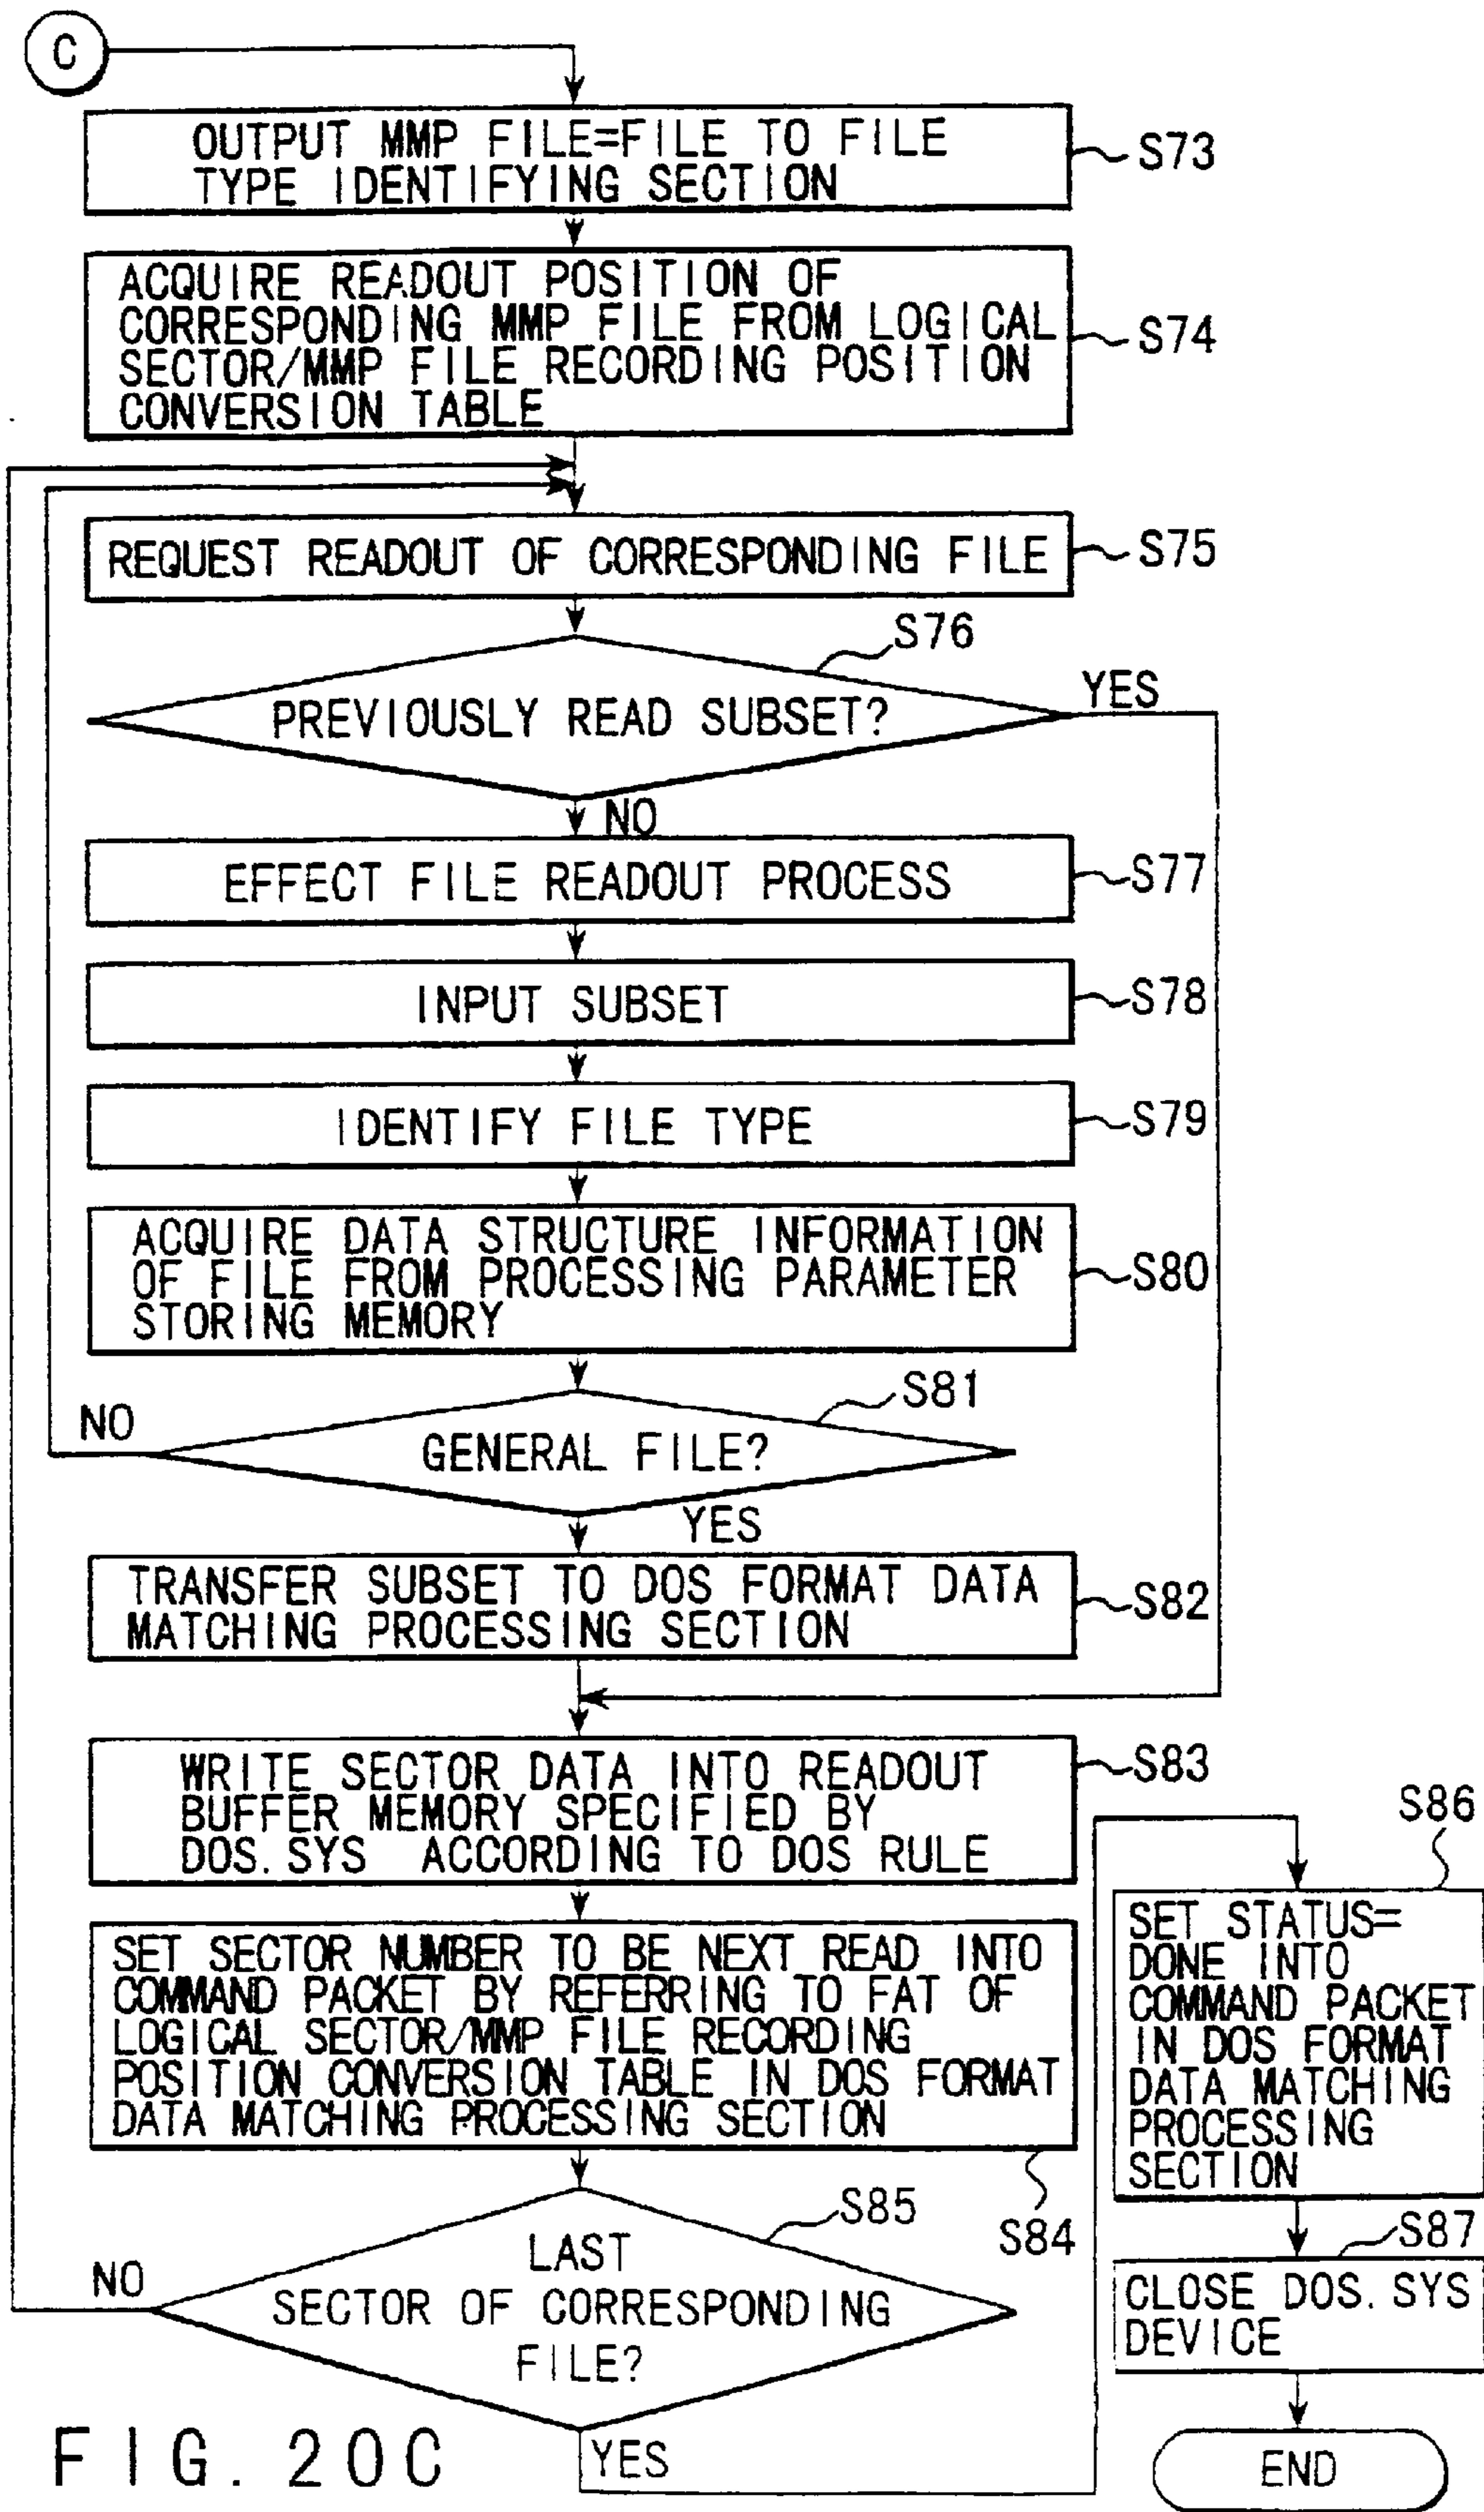 C
OUTPUT MMP FILE=FILE TO FILE
TYPE IDENTIFYING SECTION
S73
ACQUIRE READOUT POSITION OF
CORRESPONDING MMP FILE FROM LOGICAL
SECTOR/MMP FILE RECORDING POSITION
CONVERSION TABLE
S74
REQUEST READOUT OF CORRESPONDING FILE
S75
S76
PREVIOUSLY READ SUBSET?
YES
NO
EFFECT FILE READOUT PROCESS
S77
INPUT SUBSET
S78
IDENTIFY FILE TYPE
S79
ACQUIRE DATA STRUCTURE INFORMATION
OF FILE FROM PROCESSING PARAMETER
STORING MEMORY
S80
S81
NO
GENERAL FILE?
YES
TRANSFER SUBSET TO DOS FORMAT DATA
MATCHING PROCESSING SECTION
S82
WRITE SECTOR DATA INTO READOUT
BUFFER MEMORY SPECIFIED BY
DOS.SYS ACCORDING TO DOS RULE
S83
SET SECTOR NUMBER TO BE NEXT READ INTO
COMMAND PACKET BY REFERRING TO FAT OF
LOGICAL SECTOR/MMP FILE RECORDING
POSITION CONVERSION TABLE IN DOS FORMAT
DATA MATCHING PROCESSING SECTION
S84
S85
NO
LAST
SECTOR OF CORRESPONDING
FILE?
YES
S86
SET STATUS=
DONE INTO
COMMAND PACKET
IN DOS FORMAT
DATA MATCHING
PROCESSING
SECTION
S87
CLOSE DOS.SYS
DEVICE
END
FIG. 20C